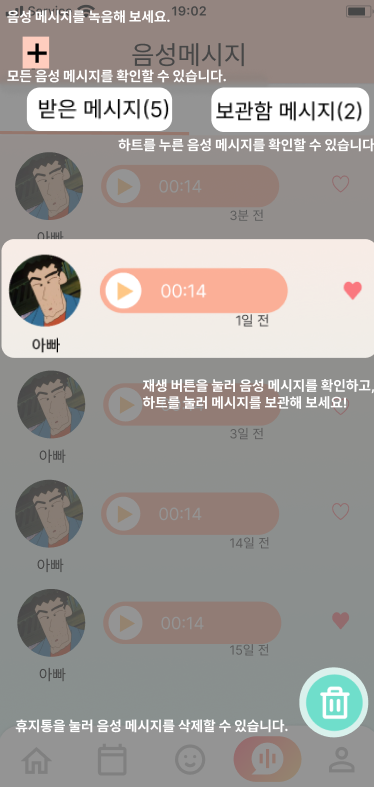 음성 메시지를 녹음해 보세요.
19:02
음성메시지
모든 음성 메시지를 확인할 수 있습니다.
받은 메시지(5)
보관함 메시지(2)
하트를 누른 음성 메시지를 확인할 수 있습니다
00:14
3분 전
아빠
00:14
1일 전
아빠
재생 버튼을 눌러 음성 메시지를 확인하고,
하트를 눌러 메시지를 보관해 보세요!
3일 전
아빠
00:14
14일 전
아빠
00:14
15일 전
아빠
휴지통을 눌러 음성 메시지를 삭제할 수 있습니다.